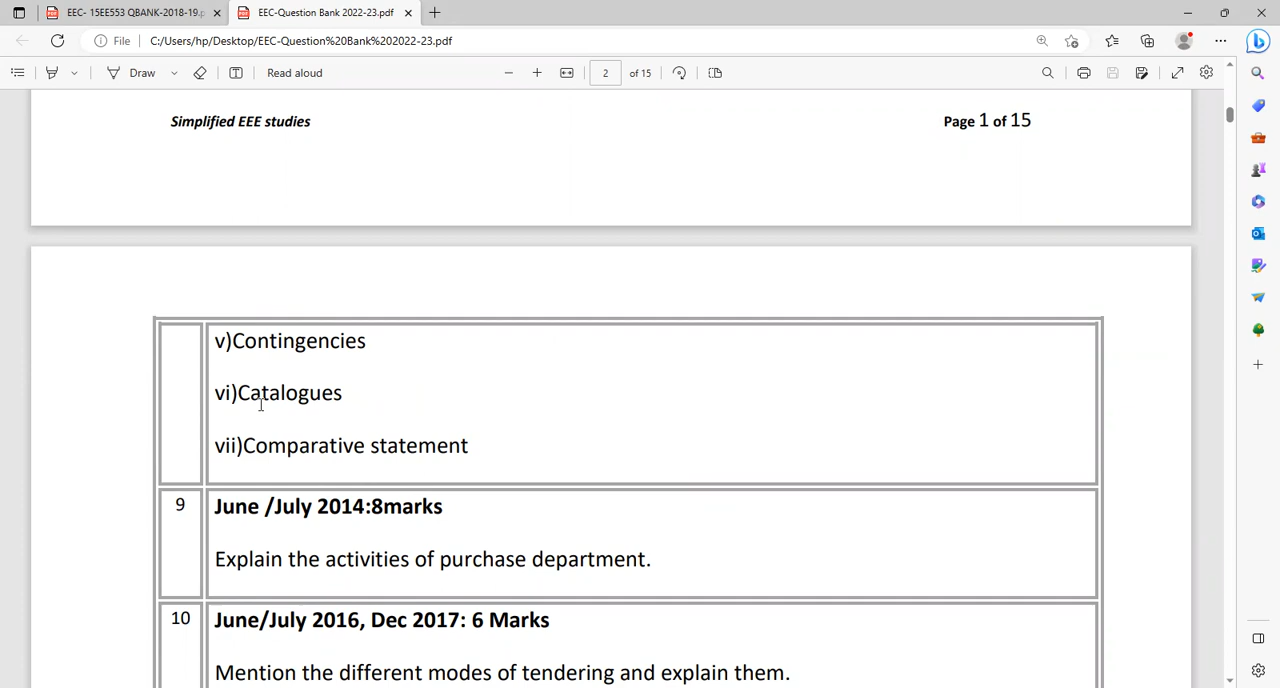 EEC- 15EE553 QBANK-2018-19.p
EEC-Question Bank 2022-23.pdf
File
C:/Users/hp/Desktop/EEC-Question%20Bank%202022-23.pdf
Draw
Read aloud
2
of 15
Simplified EEE studies
Page 1 of 15
v)Contingencies
vi)Catalogues
vii)Comparative statement
9
June /July 2014:8marks
Explain the activities of purchase department.
10
June/July 2016, Dec 2017: 6 Marks
Mention the different modes of tendering and explain them.